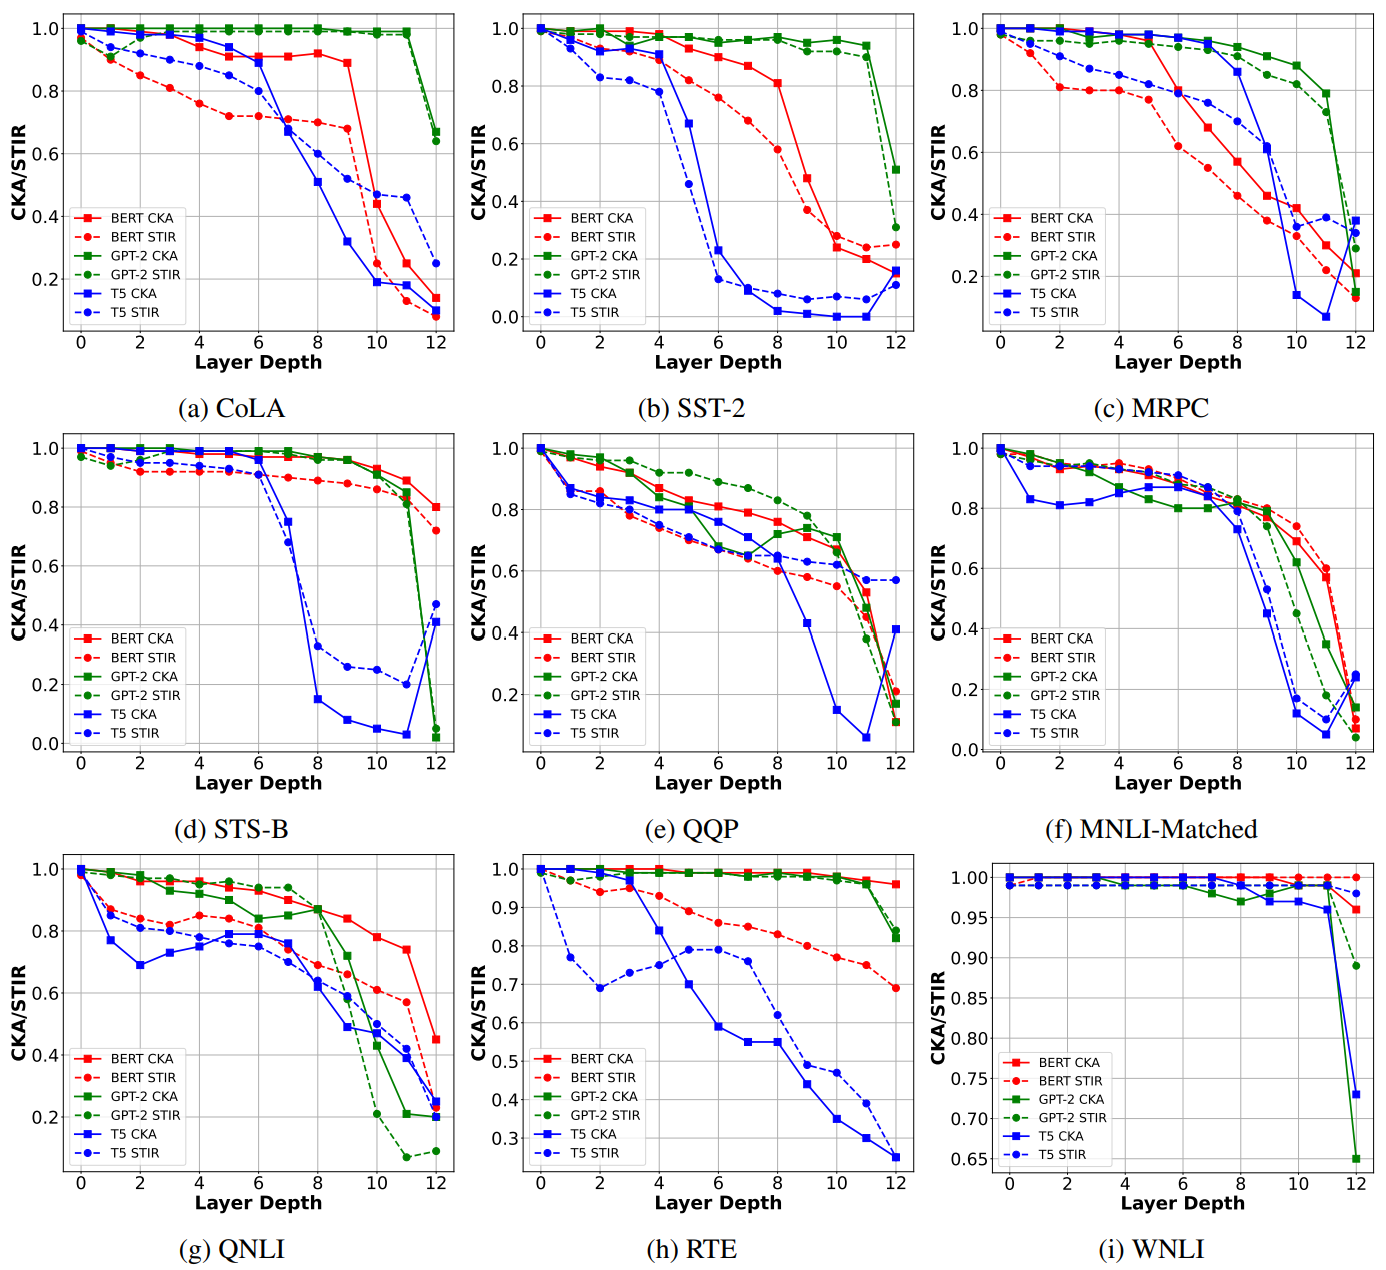 1.0
0.8
0.6
0.4
0.2
CKA/STIR
BERT CKA
BERT STIR
GPT-2 CKA
GPT-2 STIR
T5 CKA
T5 STIR
0 2 4 6 8 10 12
Layer Depth
(a) CoLA
1.0
0.8
0.6
0.4
0.2
0.0
CKA/STIR
BERT CKA
BERT STIR
GPT-2 CKA
GPT-2 STIR
T5 CKA
T5 STIR
0 2 4 6 8 10 12
Layer Depth
(b) SST-2
1.0
0.8
0.6
0.4
0.2
CKA/STIR
BERT CKA
BERT STIR
GPT-2 CKA
GPT-2 STIR
T5 CKA
T5 STIR
0 2 4 6 8 10 12
Layer Depth
(c) MRPC
1.0
0.8
0.6
0.4
0.2
0.0
CKA/STIR
BERT CKA
BERT STIR
GPT-2 CKA
GPT-2 STIR
T5 CKA
T5 STIR
0 2 4 6 8 10 12
Layer Depth
(d) STS-B
1.0
0.8
0.6
0.4
0.2
CKA/STIR
BERT CKA
BERT STIR
GPT-2 CKA
GPT-2 STIR
T5 CKA
T5 STIR
0 2 4 6 8 10 12
Layer Depth
(e) QQP
1.0
0.8
0.6
0.4
0.2
0.0
CKA/STIR
BERT CKA
BERT STIR
GPT-2 CKA
GPT-2 STIR
T5 CKA
T5 STIR
0 2 4 6 8 10 12
Layer Depth
(f) MNLI-Matched
1.0
0.8
0.6
0.4
0.2
CKA/STIR
BERT CKA
BERT STIR
GPT-2 CKA
GPT-2 STIR
T5 CKA
T5 STIR
0 2 4 6 8 10 12
Layer Depth
(g) QNLI
1.0
0.9
0.8
0.7
0.6
0.5
0.4
0.3
CKA/STIR
BERT CKA
BERT STIR
GPT-2 CKA
GPT-2 STIR
T5 CKA
T5 STIR
0 2 4 6 8 10 12
Layer Depth
(h) RTE
1.00
0.95
0.90
0.85
0.80
0.75
0.70
0.65
CKA/STIR
BERT CKA
BERT STIR
GPT-2 CKA
GPT-2 STIR
T5 CKA
T5 STIR
0 2 4 6 8 10 12
Layer Depth
(i) WNLI